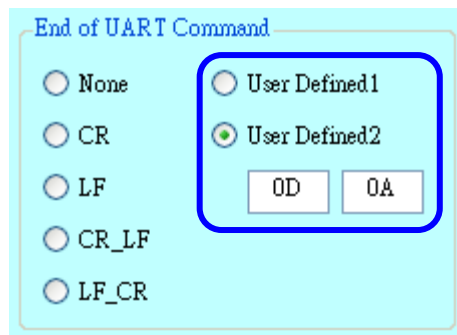 End of UART Command
None
CR
LF
CR_LF
LF_CR
User Defined1
User Defined2
0D 0A